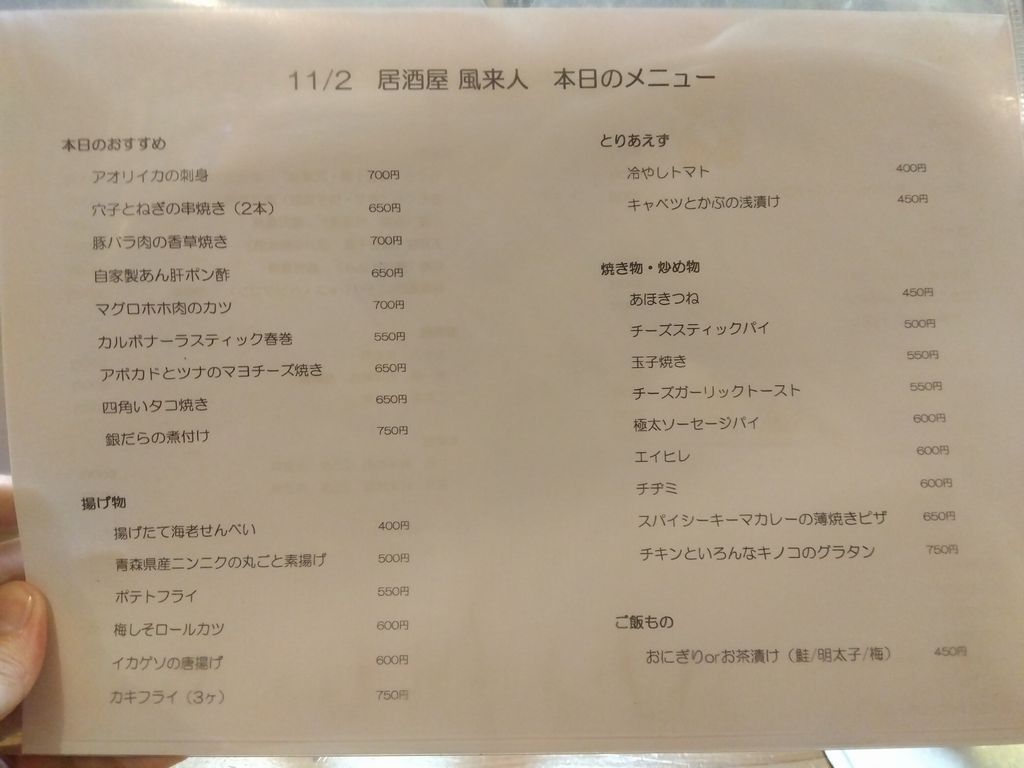 11/2　居酒屋 風来人　本日のメニュー
本日のおすすめ
アオリイカの刺身　700円
穴子とねぎの串焼き（2本）　650円
豚バラ肉の香草焼き　700円
自家製あん肝ポン酢　650円
マグロホホ肉のカツ　700円
カルボナーラスティック春巻　550円
アボカドとツナのマヨチーズ焼き　650円
四角いタコ焼き　650円
銀だらの煮付け　750円
揚げ物
揚げたて海老せんべい　400円
青森県産ニンニクの丸ごと素揚げ　500円
ポテトフライ　550円
梅しそロールカツ　600円
イカゲソの唐揚げ　600円
カキフライ（3ヶ）　750円
とりあえず
冷やしトマト　400円
キャベツとかぶの浅漬け　450円
焼き物・炒め物
あほきつね　450円
チーズスティックパイ　500円
玉子焼き　550円
チーズガーリックトースト　550円
極太ソーセージパイ　600円
エイヒレ　600円
チヂミ　600円
スパイシーキーマカレーの薄焼きピザ　650円
チキンといろんなキノコのグラタン　750円
ご飯もの
おにぎりorお茶漬け（鮭/明太子/梅）　450円